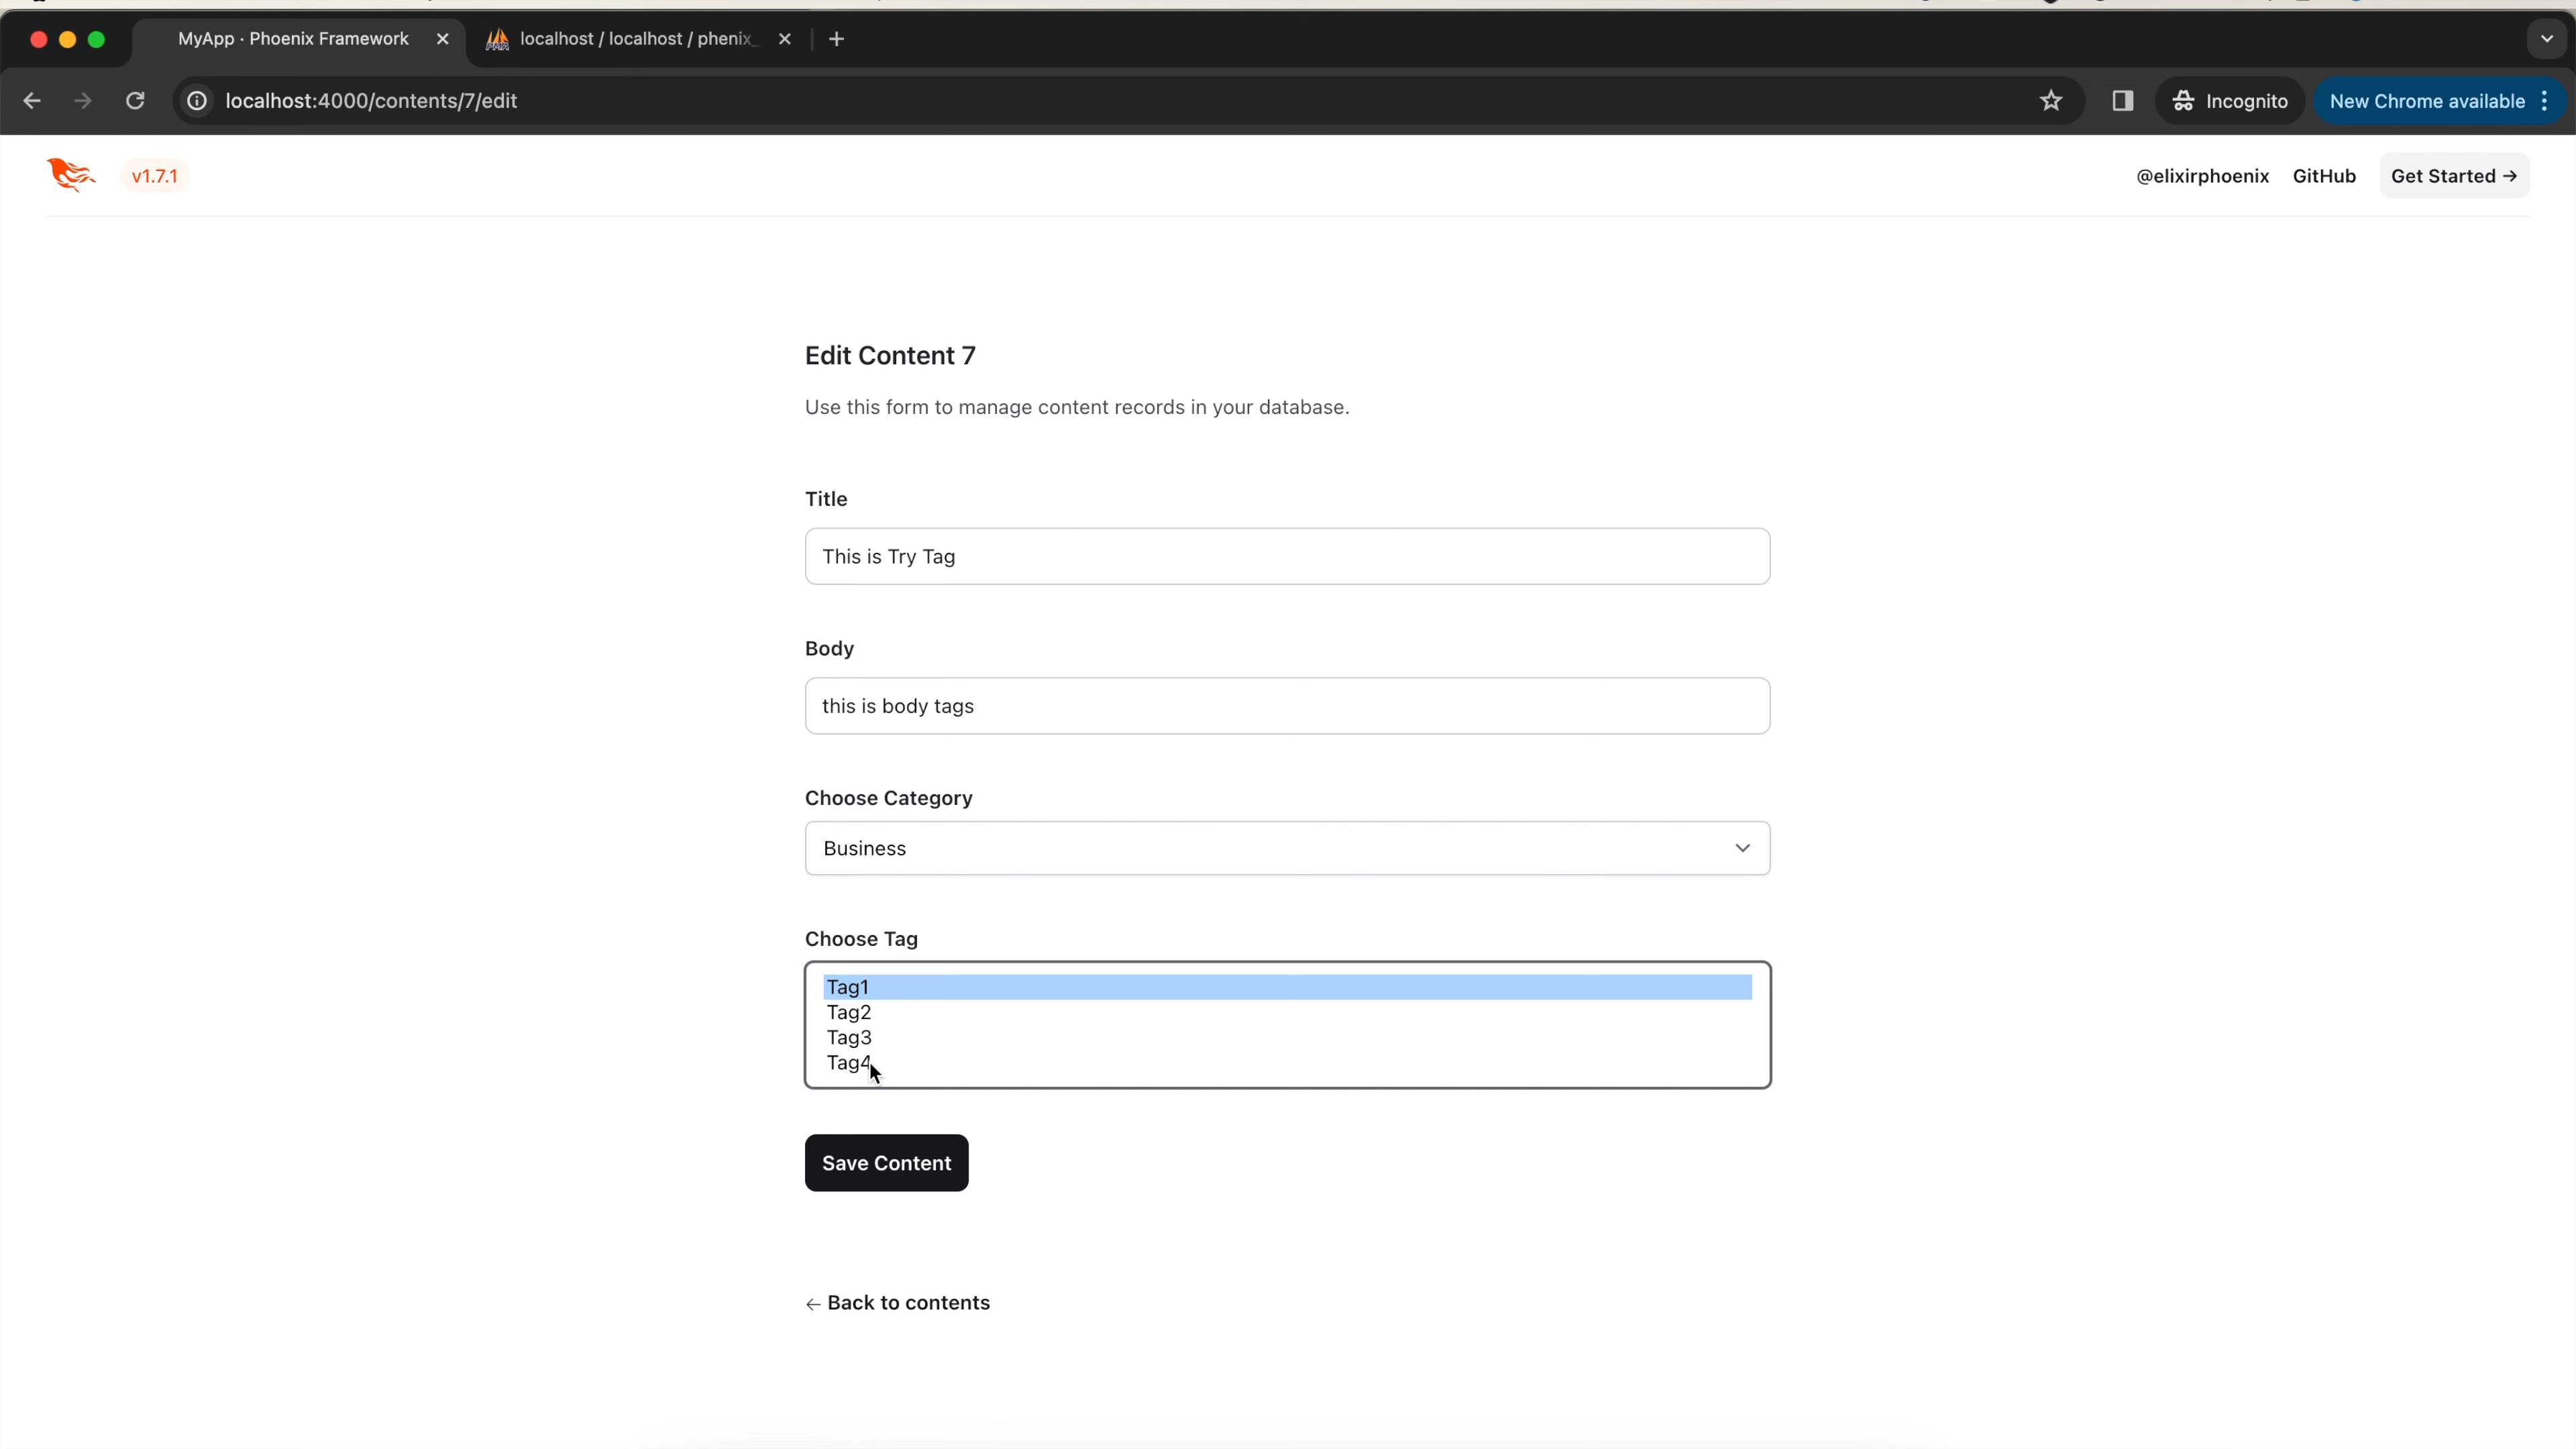 MyApp · Phoenix Framework
localhost / localhost / phenix_
localhost:4000/contents/7/edit
Incognito
New Chrome available
v1.7.1
@elixirphoenix GitHub Get Started →
Edit Content 7
Use this form to manage content records in your database.
Title
This is Try Tag
Body
this is body tags
Choose Category
Business
Choose Tag
Tag1
Tag2
Tag3
Tag4
Save Content
← Back to contents